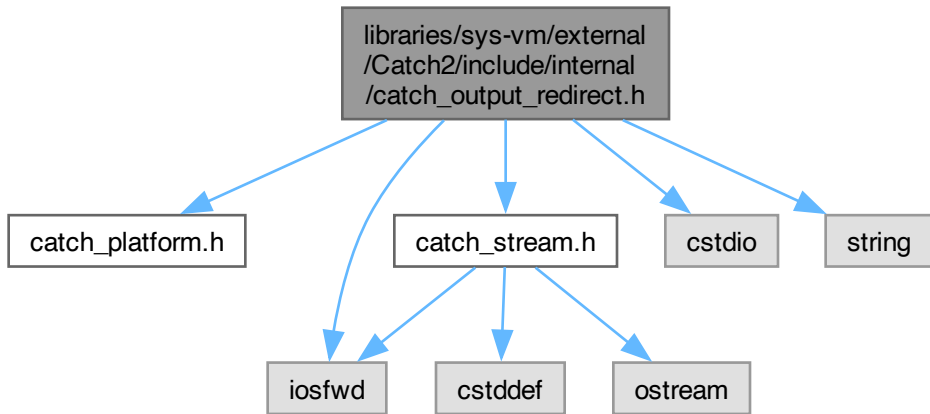 libraries/sys-vm/external
/Catch2/include/internal
/catch_output_redirect.h
catch_platform.h
catch_stream.h
cstdio
string
iosfwd
cstddef
ostream